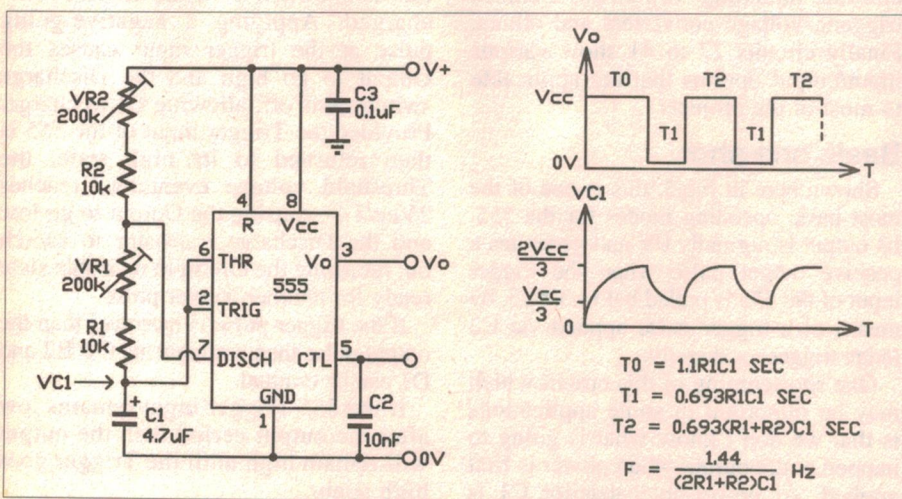 VR2
200k
R2
10k
VR1
200k
R1
10k
VC1
+
C1
4.7uF
V+
C3
0.1uF
4
8
R
Vcc
6
THR
Vo
3
Vo
2
TRIG
555
7
DISCH
CTL
5
GND
1
C2
10nF
0V
Vo
Vcc
T0
T2
T2
T1
T1
0V
T
VC1
2Vcc
3
Vcc
3
0
T
T0 = 1.1R1C1 SEC
T1 = 0.693R1C1 SEC
T2 = 0.693(R1+R2)C1 SEC
F = 1.44 Hz
(2R1+R2)C1